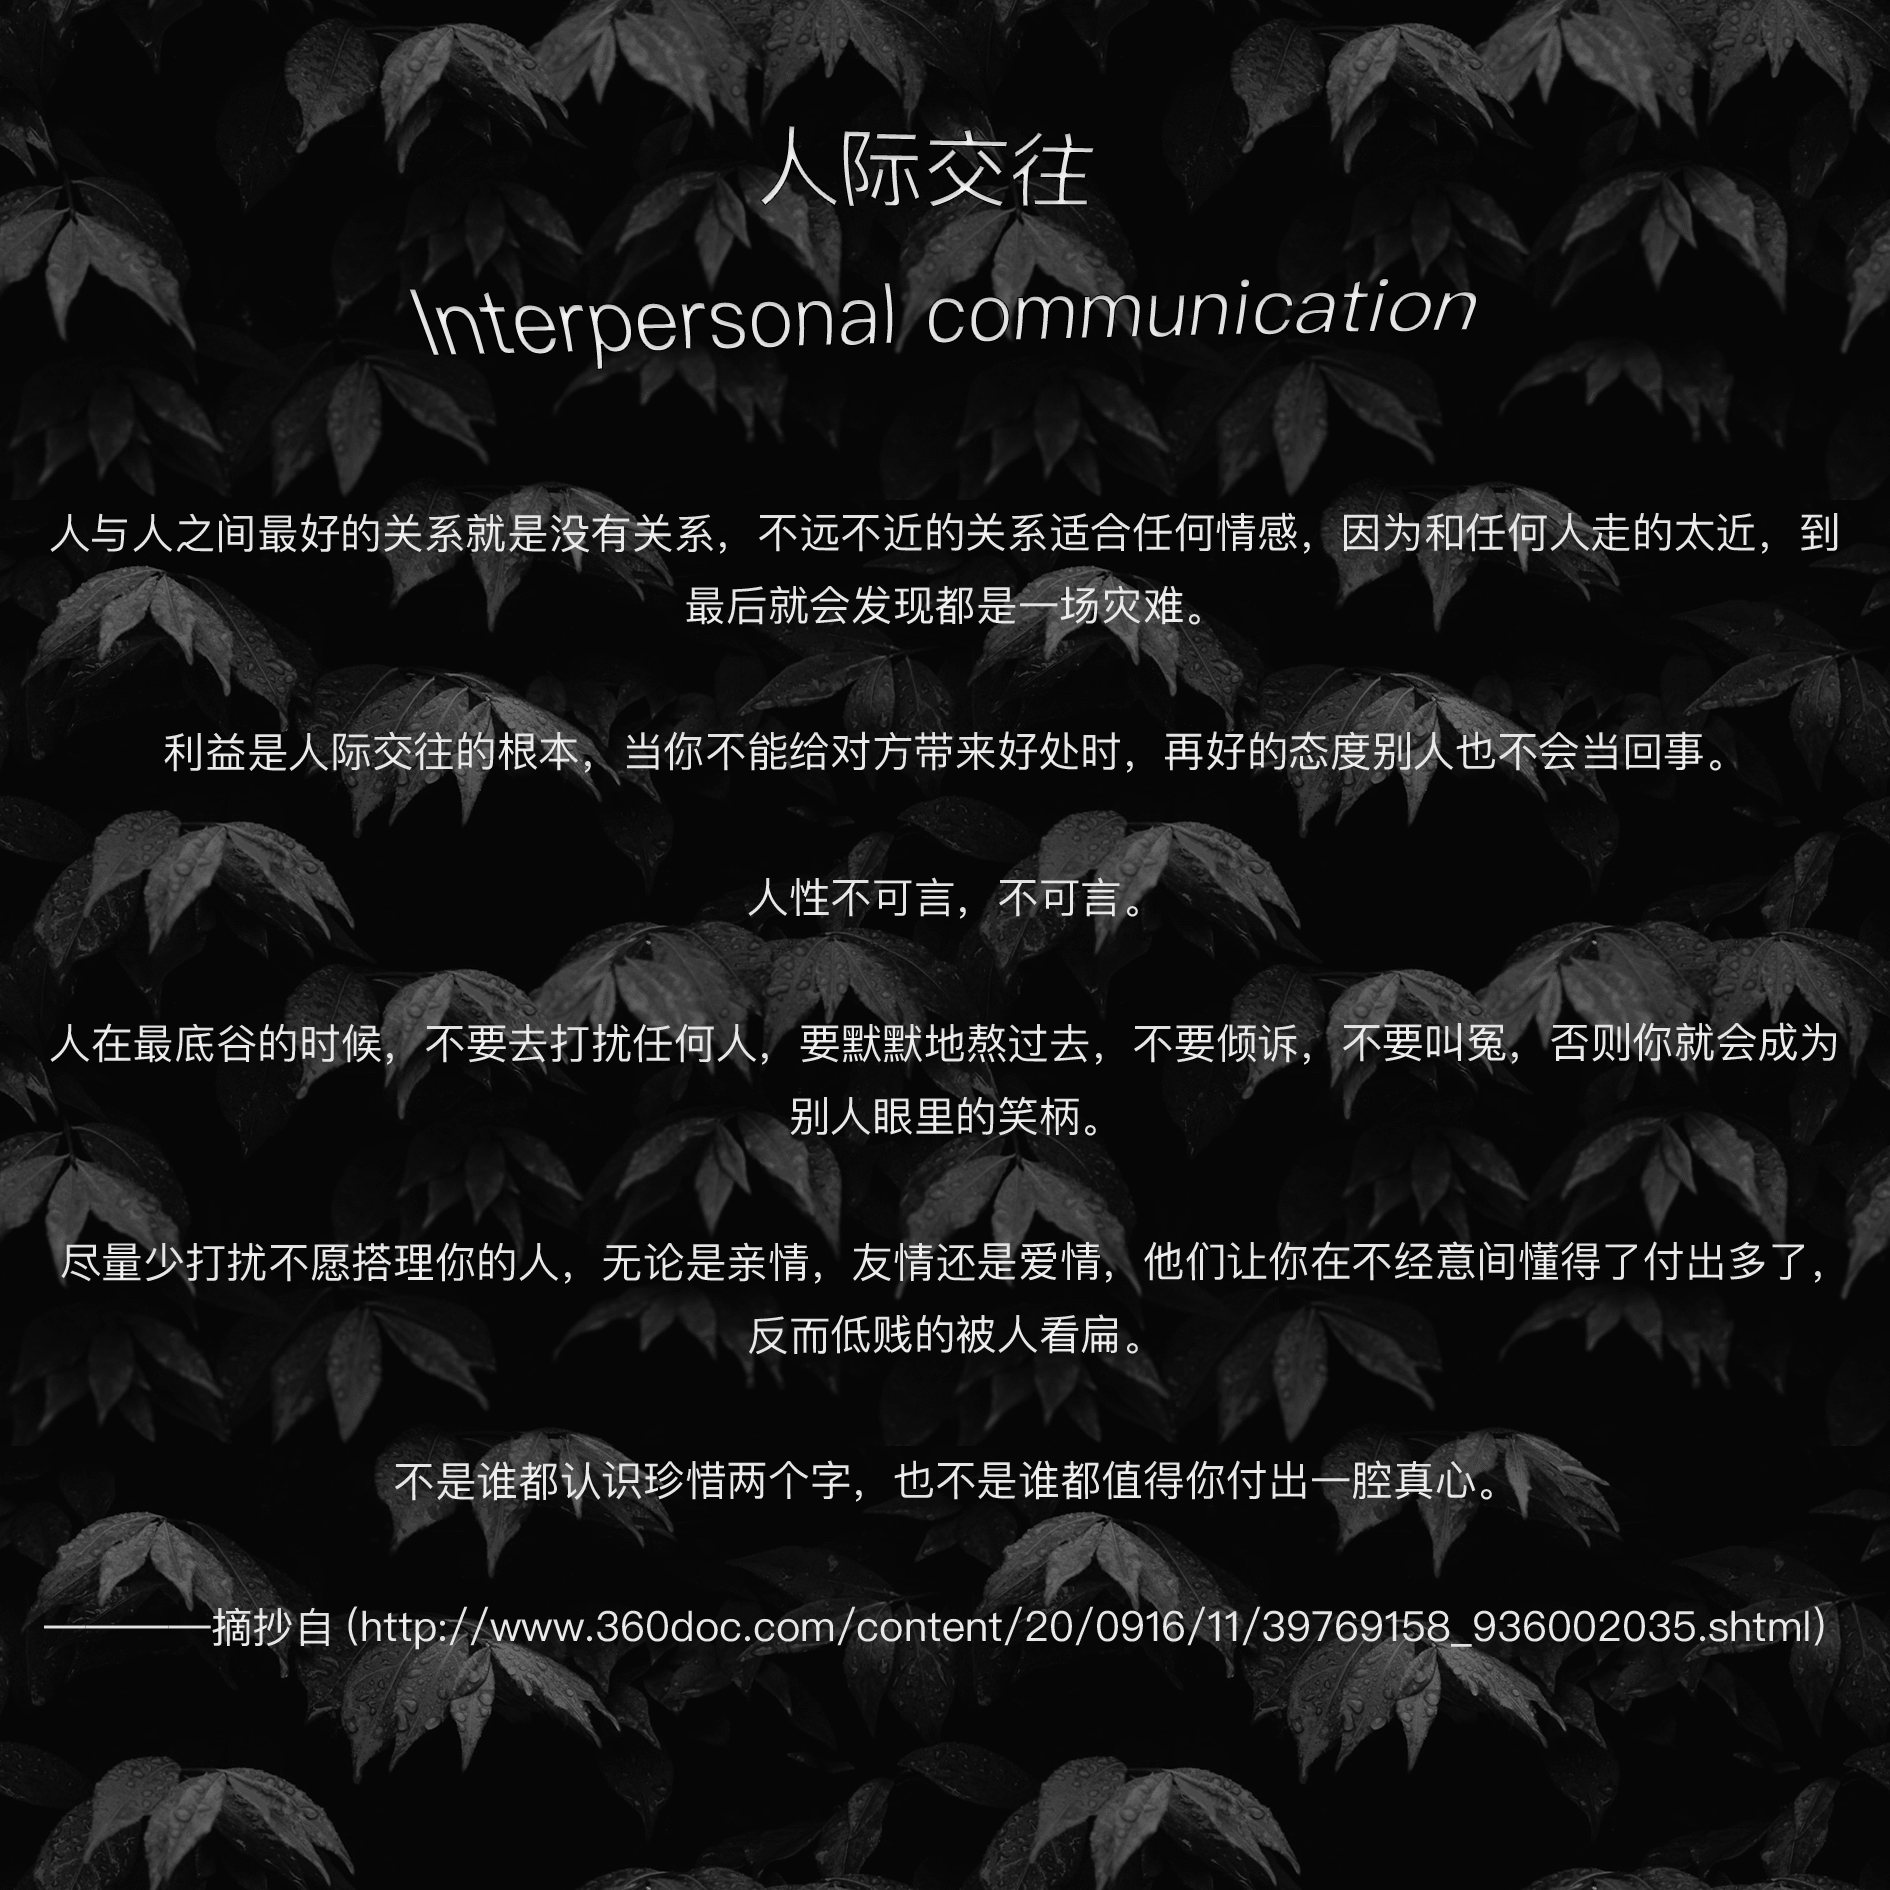 人际交往
Interpersonal communication
人与人之间最好的关系就是没有关系，不远不近的关系适合任何情感，因为和任何人走的太近，到
最后就会发现都是一场灾难。
利益是人际交往的根本，当你不能给对方带来好处时，再好的态度别人也不会当回事。
人性不可言，不可言。
人在最底谷的时候，不要去打扰任何人，要默默地熬过去，不要倾诉，不要叫冤，否则你就会成为
别人眼里的笑柄。
尽量少打扰不愿搭理你的人，无论是亲情，友情还是爱情，他们让你在不经意间懂得了付出多了，
反而低贱的被人看扁。
不是谁都认识珍惜两个字，也不是谁都值得你付出一腔真心。
————摘抄自 (http://www.360doc.com/content/20/0916/11/39769158_936002035.shtml)